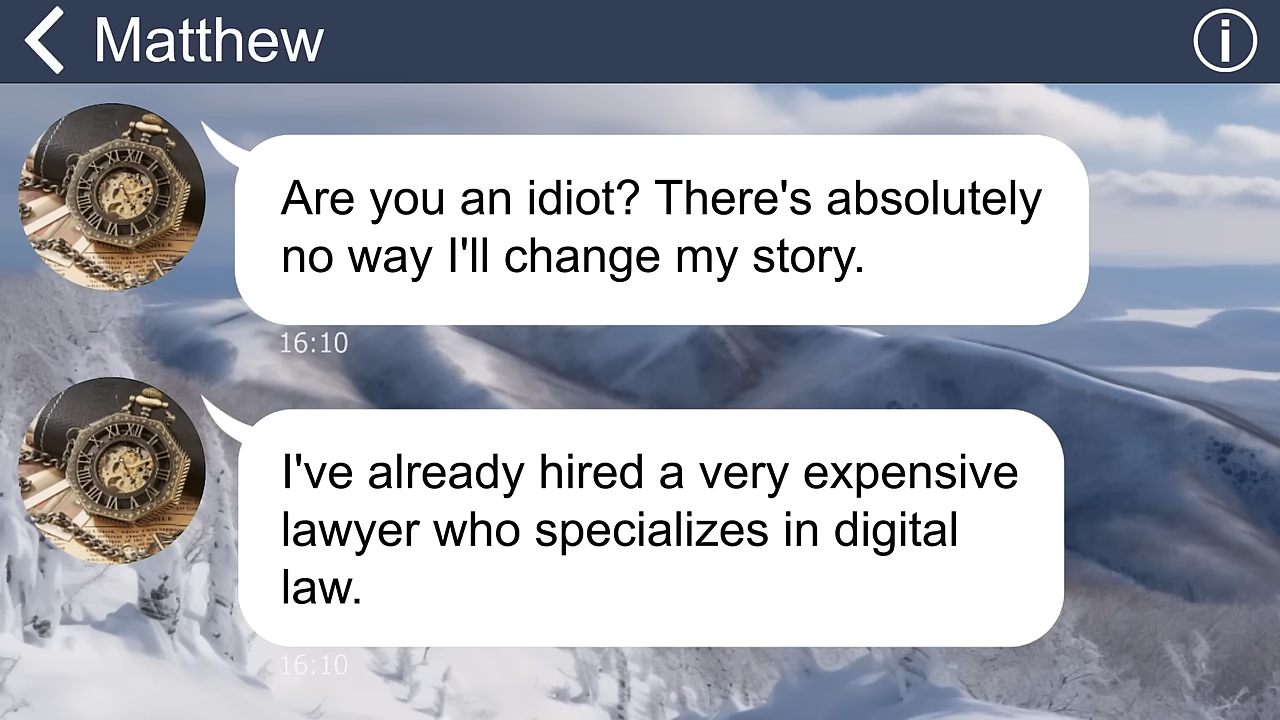 Matthew
Are you an idiot? There's absolutely
no way I'll change my story.
16:10
I've already hired a very expensive
lawyer who specializes in digital
law.
16:10